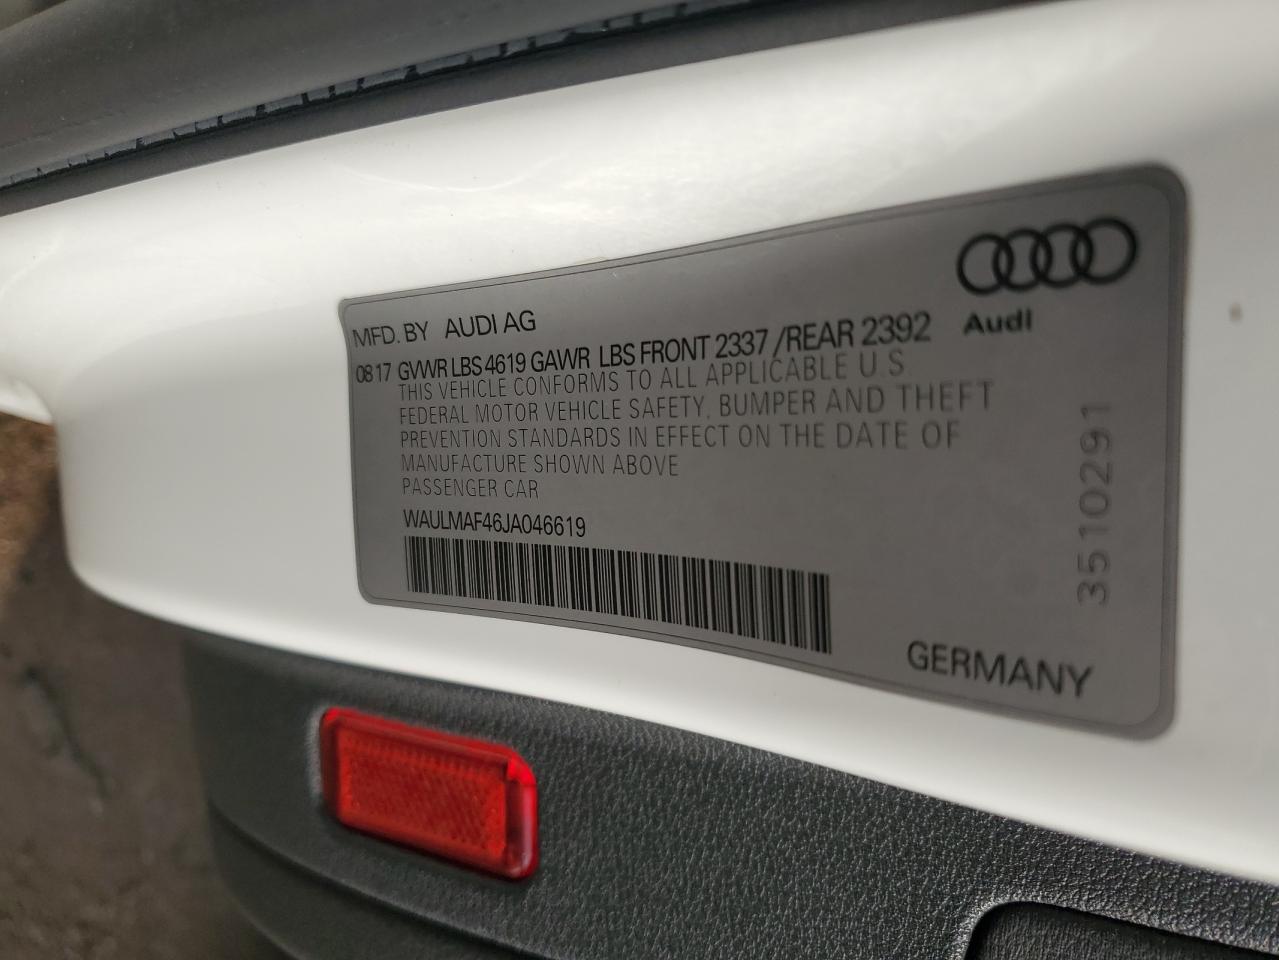 Audi
MFD. BY AUDI AG
0817 GVWR LBS 4619 GAWR LBS FRONT 2337 /REAR 2392
THIS VEHICLE CONFORMS TO ALL APPLICABLE U.S
FEDERAL MOTOR VEHICLE SAFETY, BUMPER AND THEFT
PREVENTION STANDARDS IN EFFECT ON THE DATE OF
MANUFACTURE SHOWN ABOVE
PASSENGER CAR
WAULMAF46JA046619
3510291
GERMANY